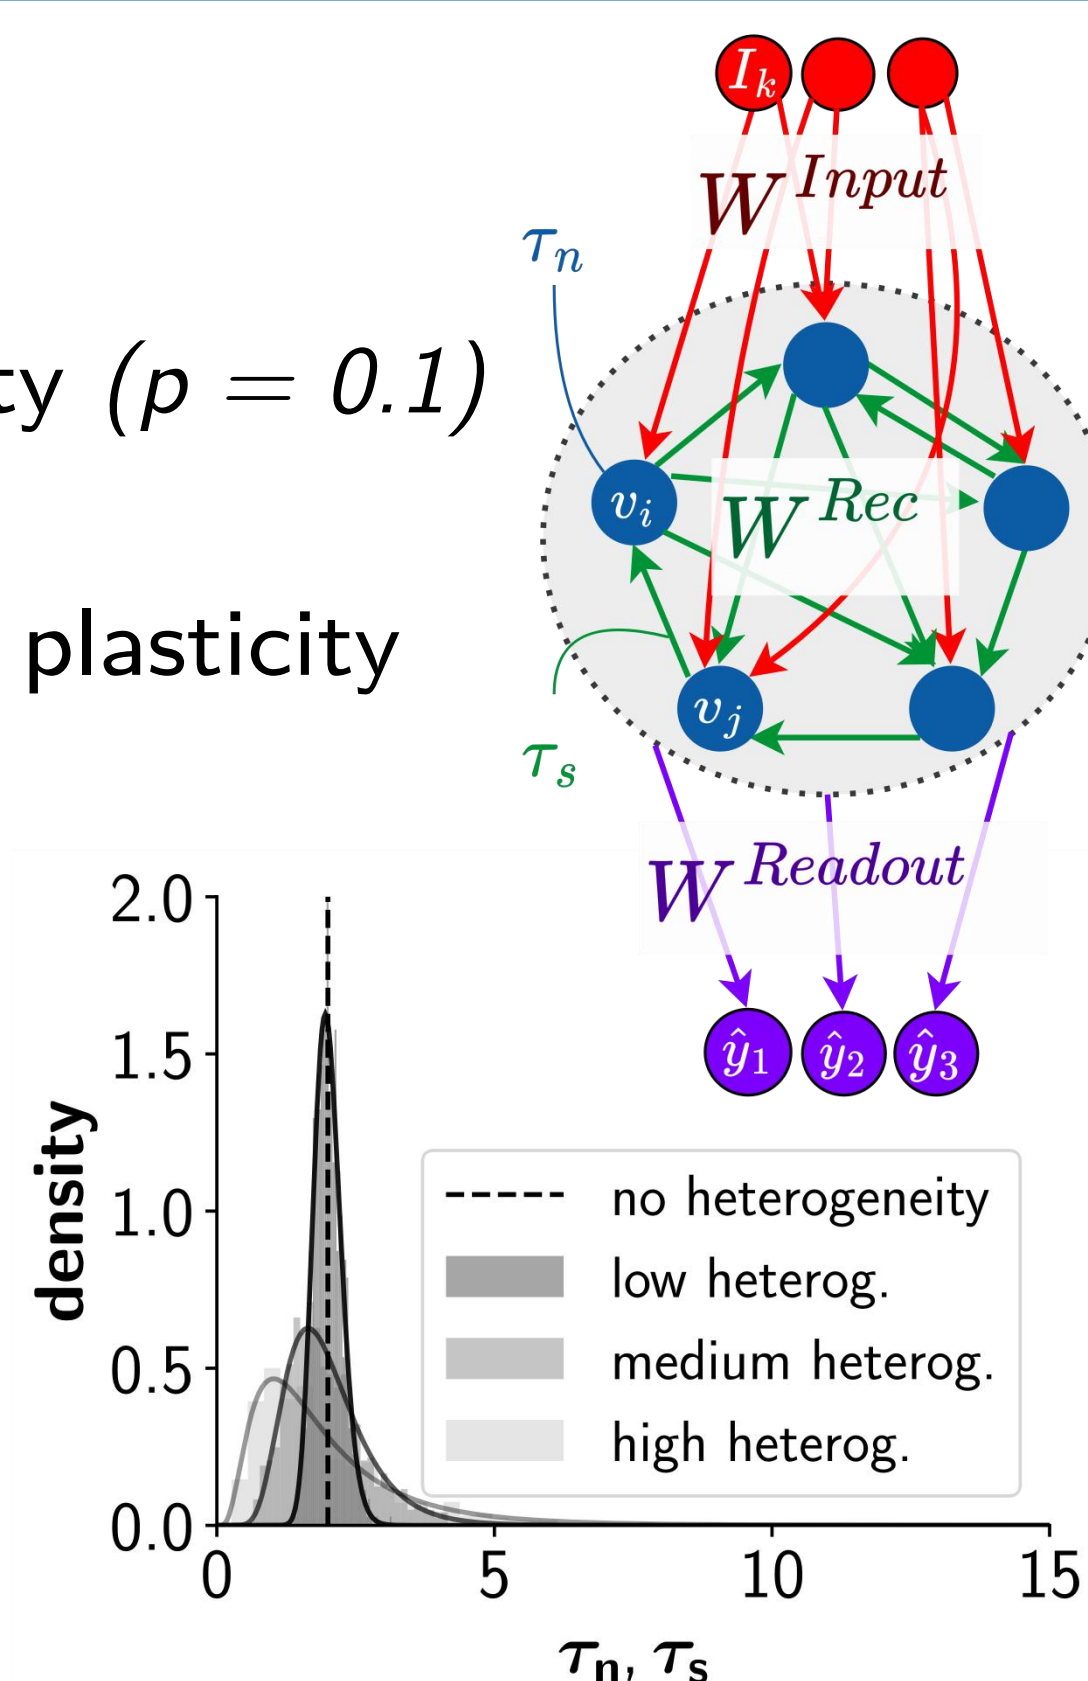 I_k
W^{Input}
τ_n
ty (p = 0.1)
v_i
W^{Rec}
plasticity
v_j
τ_s
W^{Readout}
ŷ_1 ŷ_2 ŷ_3
density
2.0
1.5
1.0
0.5
0.0
no heterogeneity
low heterog.
medium heterog.
high heterog.
0 5 10 15
τ_n, τ_s